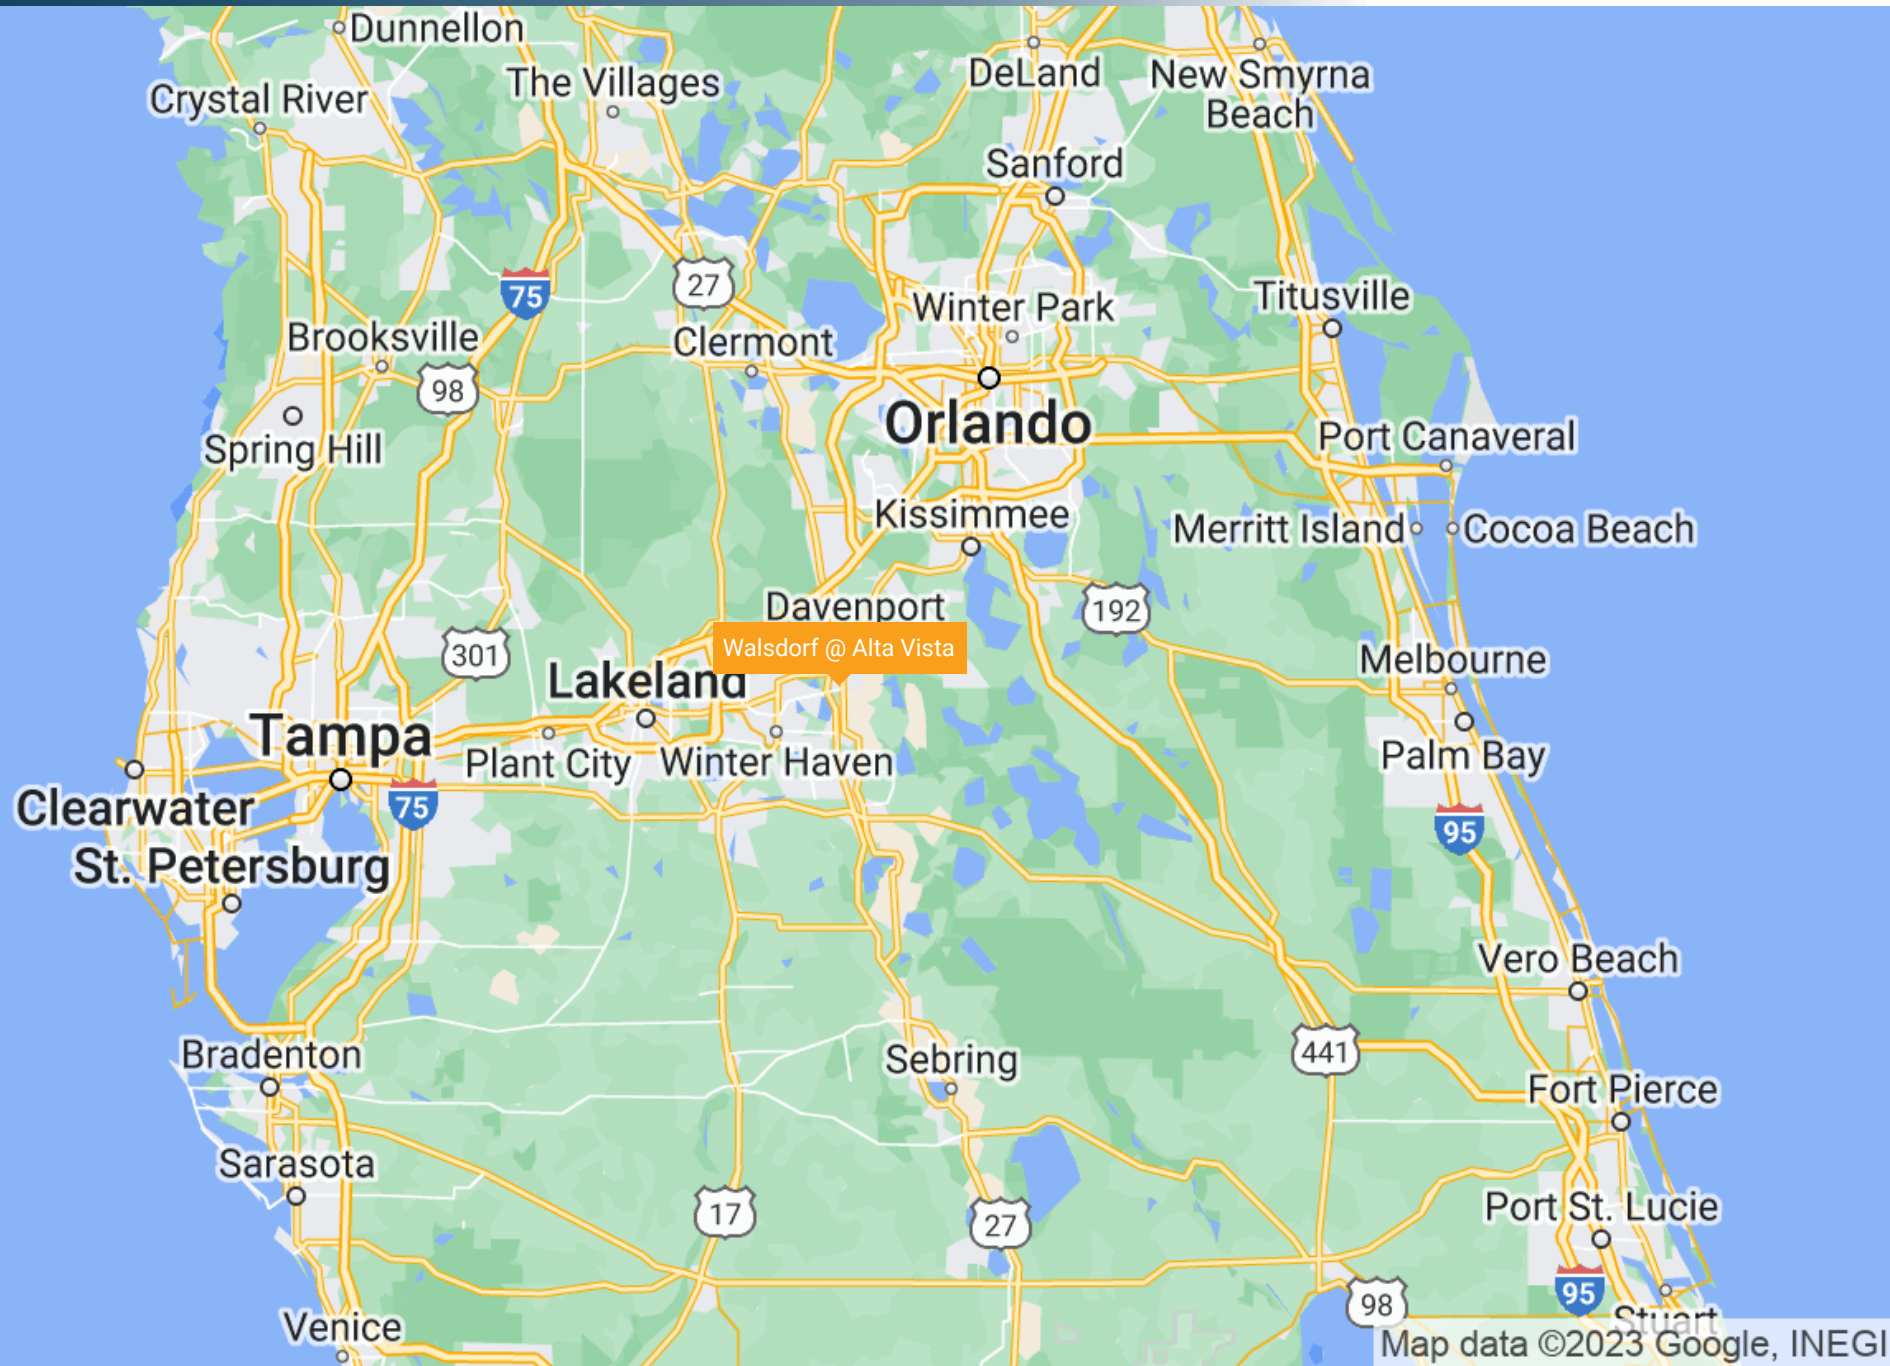 Dunnellon
The Villages
DeLand
New Smyrna
Beach
Crystal River
Sanford
75
27
Titusville
Winter Park
Brooksville
Clermont
98
Orlando
Port Canaveral
Spring Hill
Kissimmee
Merritt Island
Cocoa Beach
Davenport
192
Walsdorf @ Alta Vista
301
Melbourne
Lakeland
Tampa
Plant City
Winter Haven
Palm Bay
Clearwater
75
95
St. Petersburg
Vero Beach
Bradenton
Sebring
441
Fort Pierce
Sarasota
17
27
Port St. Lucie
95
98
Stuart
Venice
Map data ©2023 Google, INEGI